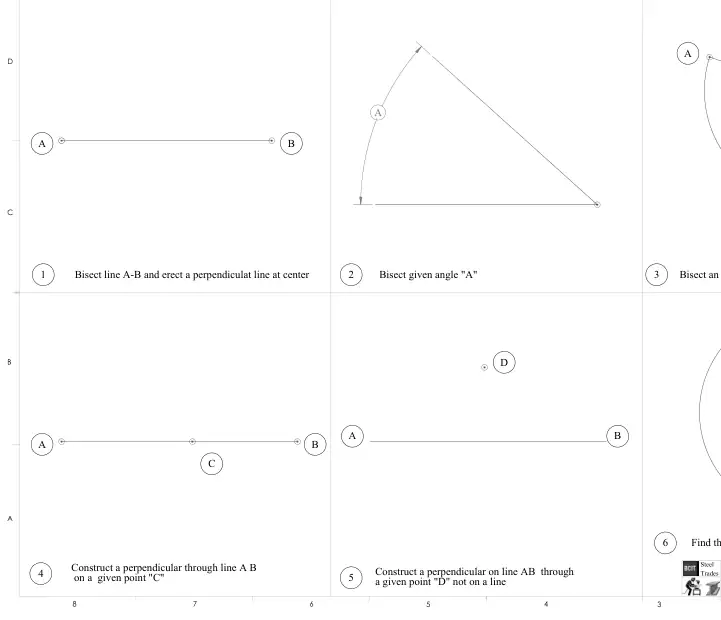 D
A
B
A
A
1
Bisect line A-B and erect a perpendiculat line at center
2
Bisect given angle "A"
3
Bisect an
C
B
A
B
C
D
A
B
4
Construct a perpendicular through line A B
on a given point "C"
5
Construct a perpendicular on line AB through
a given point "D" not on a line
6
Find th
BCIT
Steel
Trades
A
8
7
6
5
4
3